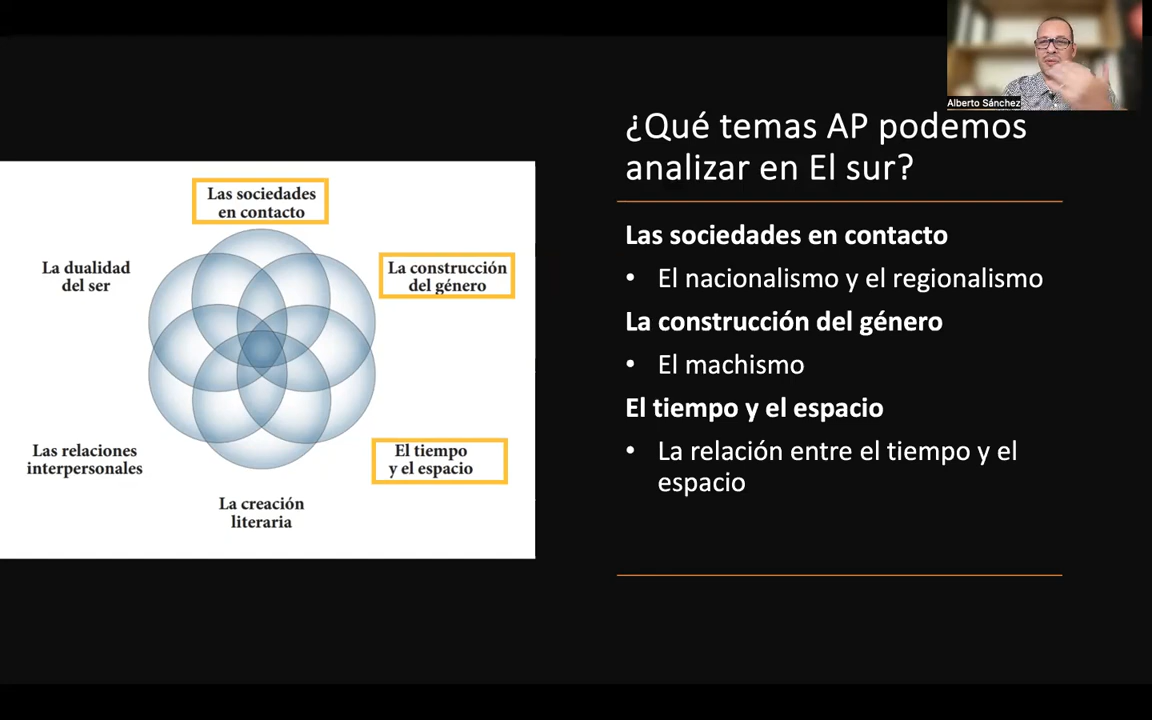 Alberto Sánchez
¿Qué temas AP podemos
analizar en El sur?
Las sociedades
en contacto
La dualidad
del ser
La construcción
del género
Las relaciones
interpersonales
El tiempo
y el espacio
La creación
literaria
Las sociedades en contacto
• El nacionalismo y el regionalismo
La construcción del género
• El machismo
El tiempo y el espacio
• La relación entre el tiempo y el
espacio